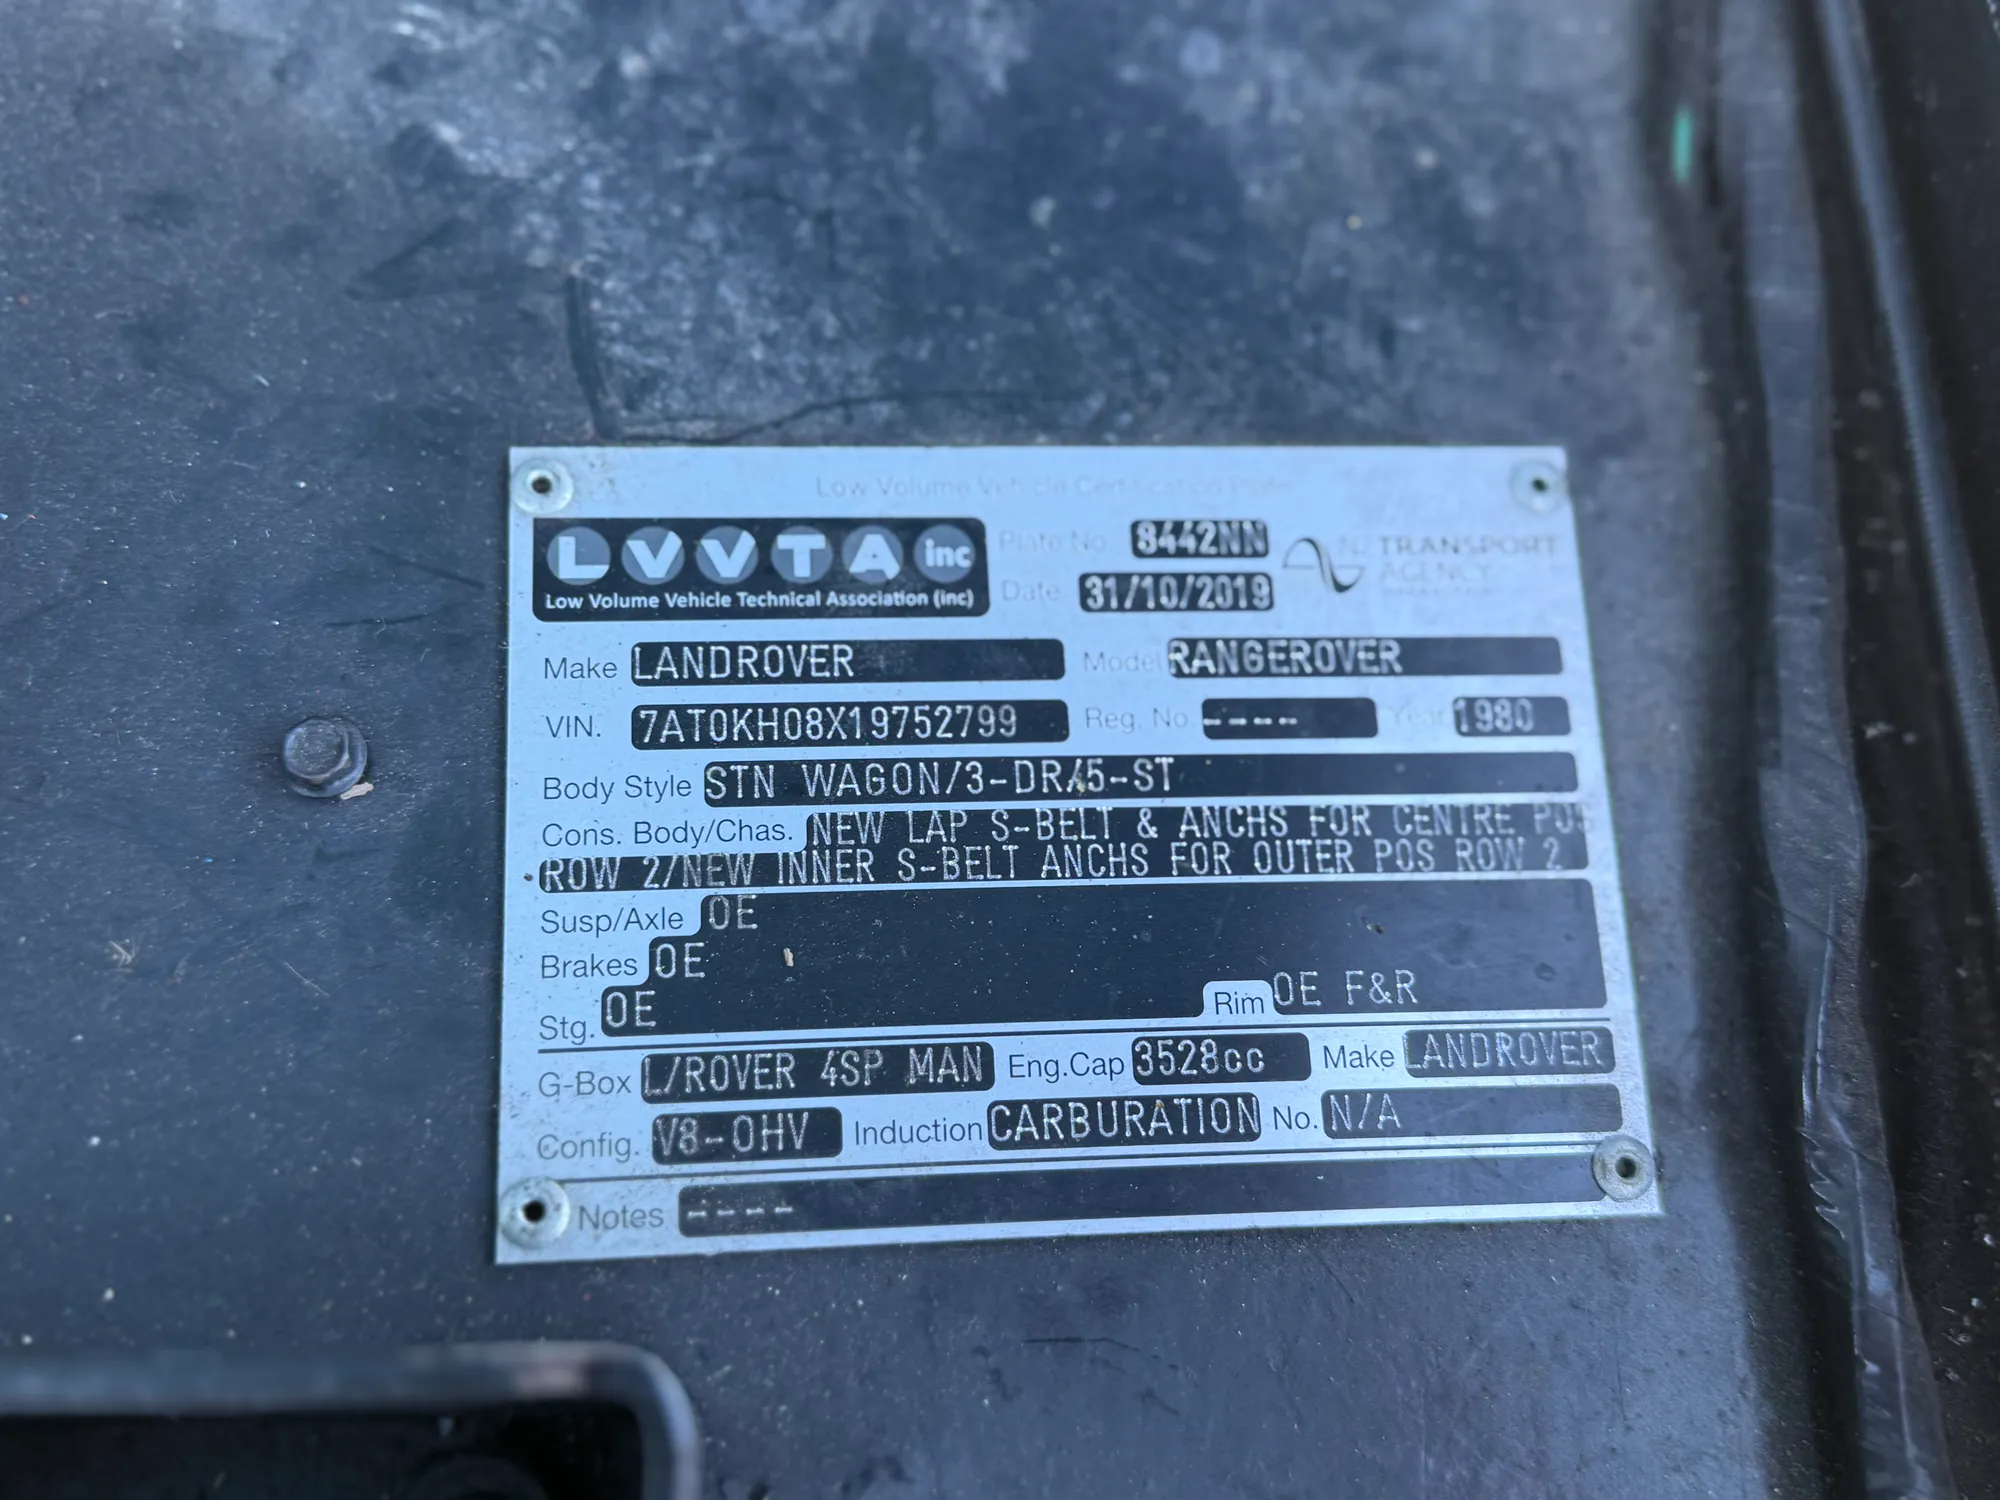 Low Volume Vehicle Certification Plate
LVVTA inc
Low Volume Vehicle Technical Association (inc)
Plate No. 8442NN
Date 31/10/2019
TRANSPORT
AGENCY
Make LANDROVER Model RANGEROVER
VIN. 7AT0KH08X19752799 Reg. No. ---- Year 1980
Body Style STN WAGON/3-DR/5-ST
Cons. Body/Chas. NEW LAP S-BELT & ANCHS FOR CENTRE POS
ROW 2/NEW INNER S-BELT ANCHS FOR OUTER POS ROW 2
Susp/Axle OE
Brakes OE
Stg. OE Rim OE F&R
G-Box L/ROVER 4SP MAN Eng.Cap 3528cc Make LANDROVER
Config. V8-OHV Induction CARBURATION No. N/A
Notes ----